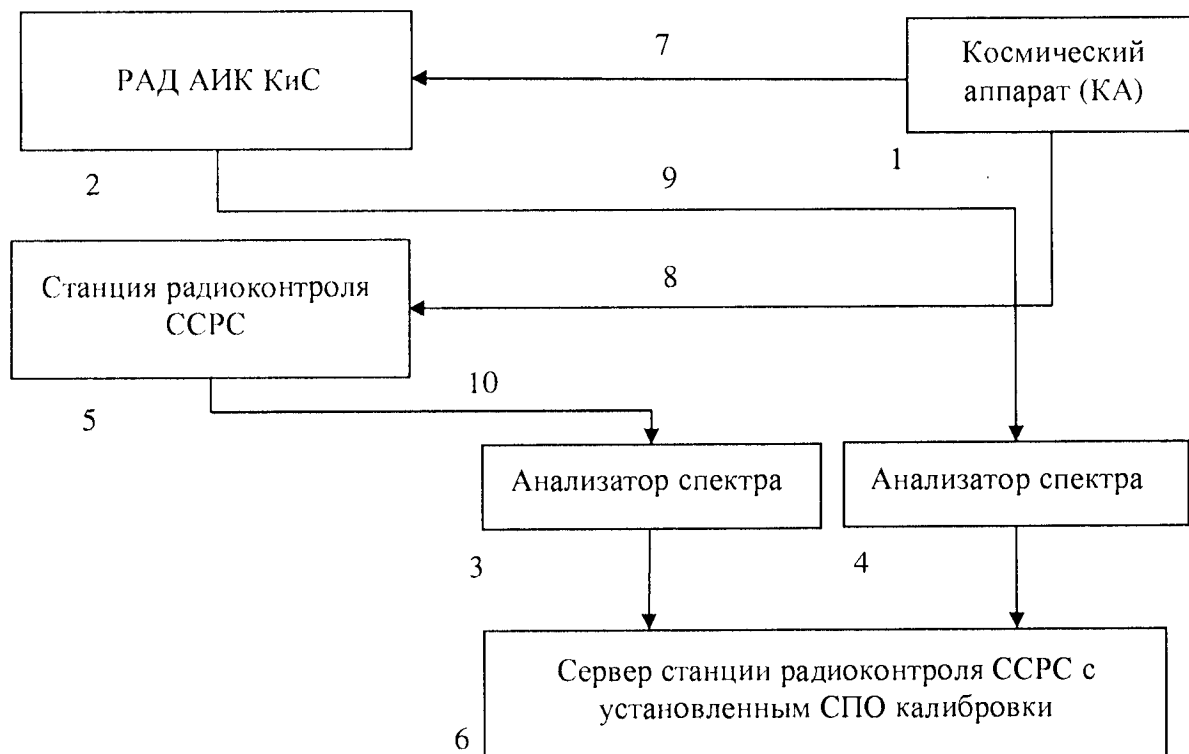 7
РАД АИК КиС
Космический
аппарат (КА)
1
2
9
Станция радиоконтроля
ССРС
8
10
5
Анализатор спектра
Анализатор спектра
3
4
Сервер станции радиоконтроля ССРС с
установленным СПО калибровки
6